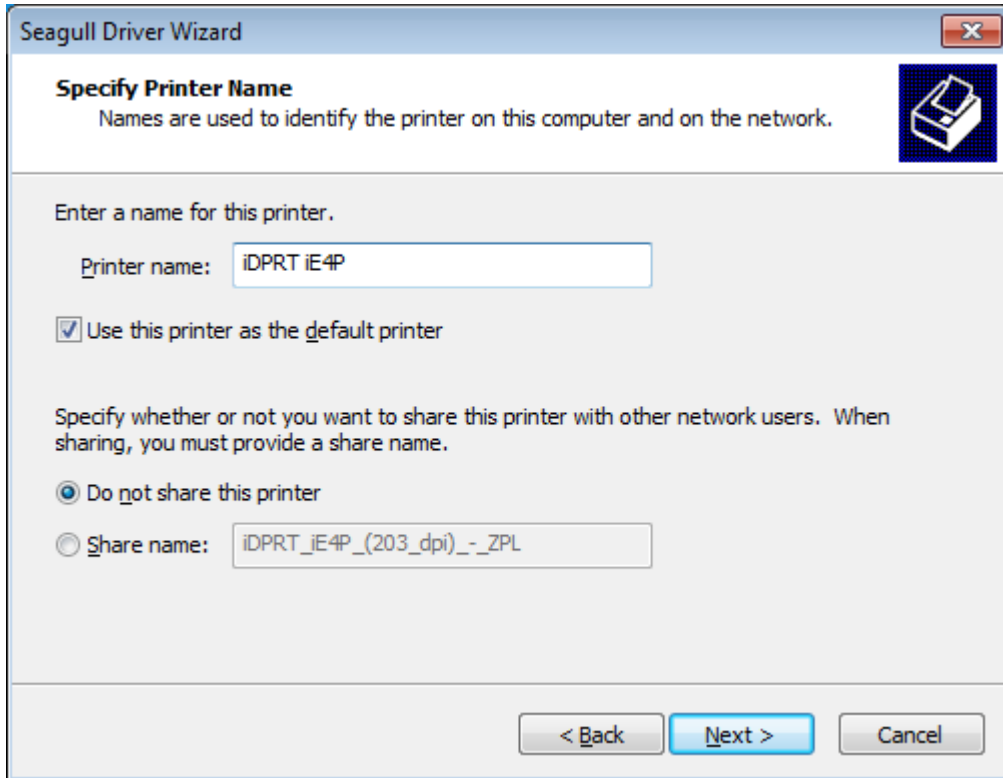 Seagull Driver Wizard
Specify Printer Name
Names are used to identify the printer on this computer and on the network.
Enter a name for this printer.
Printer name: iDPRT iE4P
Use this printer as the default printer
Specify whether or not you want to share this printer with other network users.  When
sharing, you must provide a share name.
Do not share this printer
Share name: iDPRT_iE4P_(203_dpi)_-_ZPL
< Back Next > Cancel